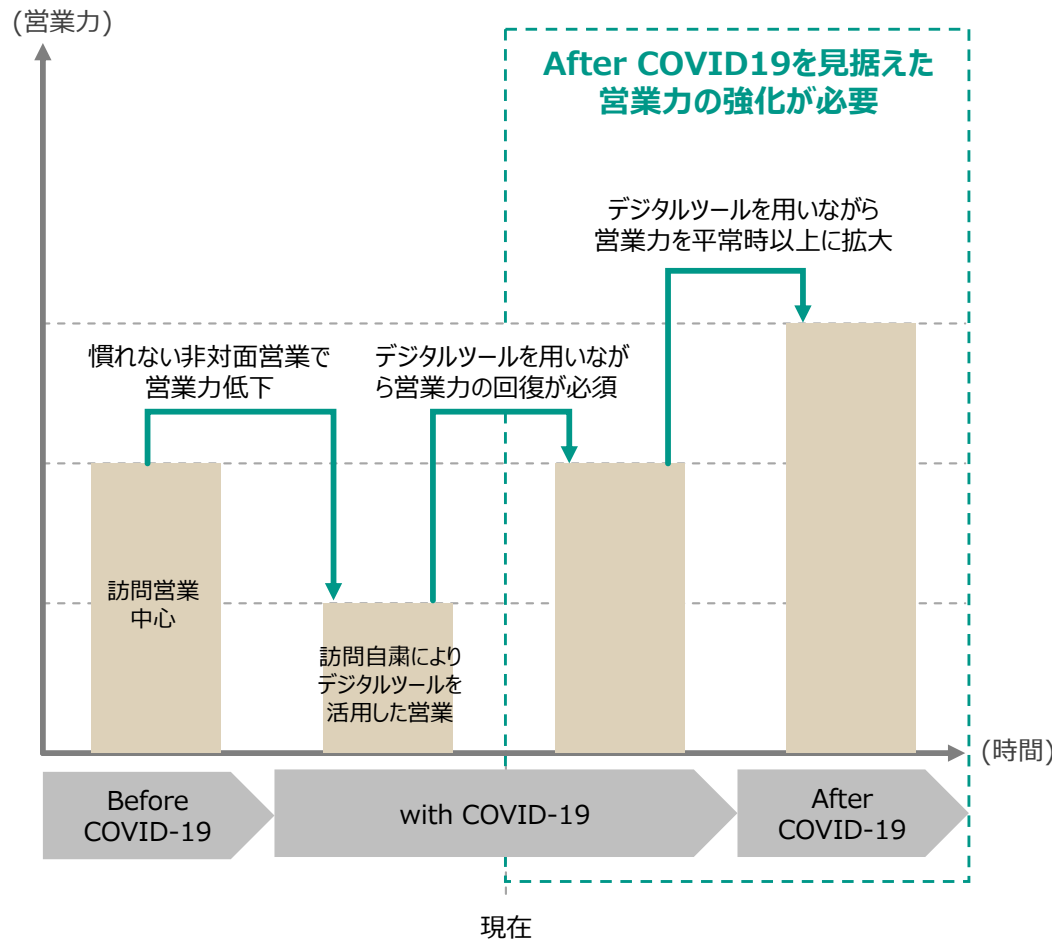 (営業力)
After COVID19を見据えた
営業力の強化が必要
デジタルツールを用いながら
営業力を平常時以上に拡大
慣れない非対面営業で
営業力低下
デジタルツールを用いなが
ら営業力の回復が必須
訪問営業
中心
訪問自粛により
デジタルツールを
活用した営業
(時間)
Before
COVID-19
with COVID-19
After
COVID-19
現在